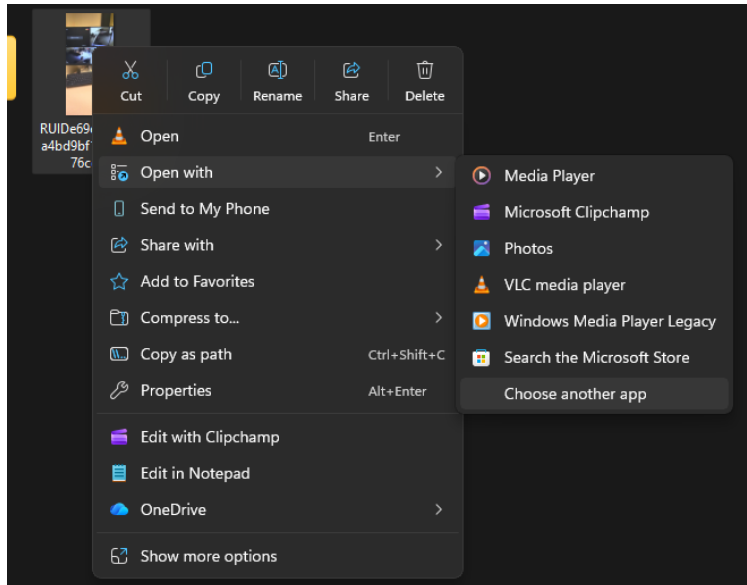 RUIDe69
a4bd9bf
76c
Cut
Copy
Rename
Share
Delete
Open Enter
Open with
Send to My Phone
Share with
Add to Favorites
Compress to...
Copy as path Ctrl+Shift+C
Properties Alt+Enter
Edit with Clipchamp
Edit in Notepad
OneDrive
Show more options
Media Player
Microsoft Clipchamp
Photos
VLC media player
Windows Media Player Legacy
Search the Microsoft Store
Choose another app